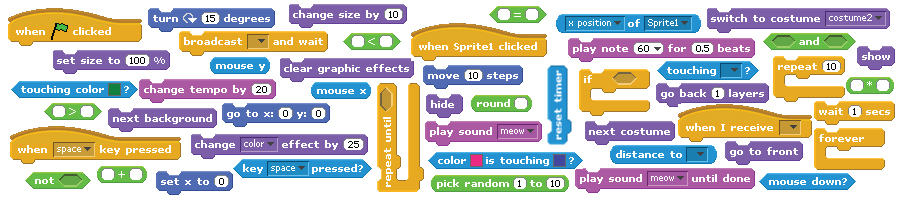 when clicked
turn 15 degrees
change size by 10
broadcast and wait
<
set size to 100 %
mouse y
clear graphic effects
touching color ?
change tempo by 20
mouse x
>
next background
go to x: 0 y: 0
when space key pressed
change color effect by 25
not
+
set x to 0
key space pressed?
repeat until
=
when Sprite1 clicked
move 10 steps
hide
round
play sound meow
color is touching ?
pick random 1 to 10
reset timer
x position of Sprite1
switch to costume costume2
play note 60 for 0.5 beats
and
show
if
touching ?
repeat 10
*
go back 1 layers
wait 1 secs
next costume
when I receive
forever
distance to
go to front
play sound meow until done
mouse down?